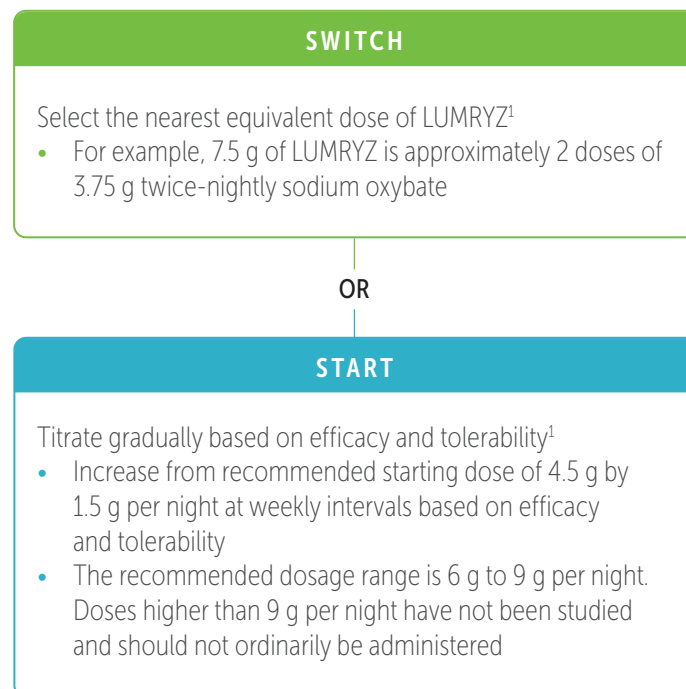 SWITCH
Select the nearest equivalent dose of LUMRYZ¹
• For example, 7.5 g of LUMRYZ is approximately 2 doses of
3.75 g twice-nightly sodium oxybate
OR
START
Titrate gradually based on efficacy and tolerability¹
• Increase from recommended starting dose of 4.5 g by
1.5 g per night at weekly intervals based on efficacy
and tolerability
• The recommended dosage range is 6 g to 9 g per night.
Doses higher than 9 g per night have not been studied
and should not ordinarily be administered